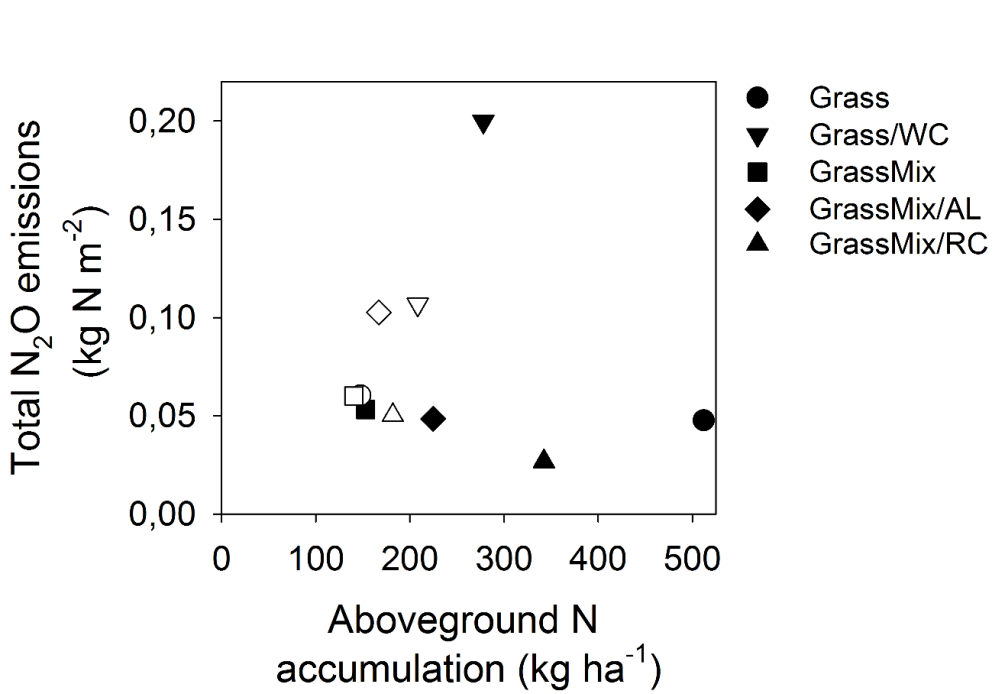 Total N2O emissions
(kg N m-2)
0,20
0,15
0,10
0,05
0,00
0 100 200 300 400 500
Aboveground N
accumulation (kg ha-1)
Grass
Grass/WC
GrassMix
GrassMix/AL
GrassMix/RC